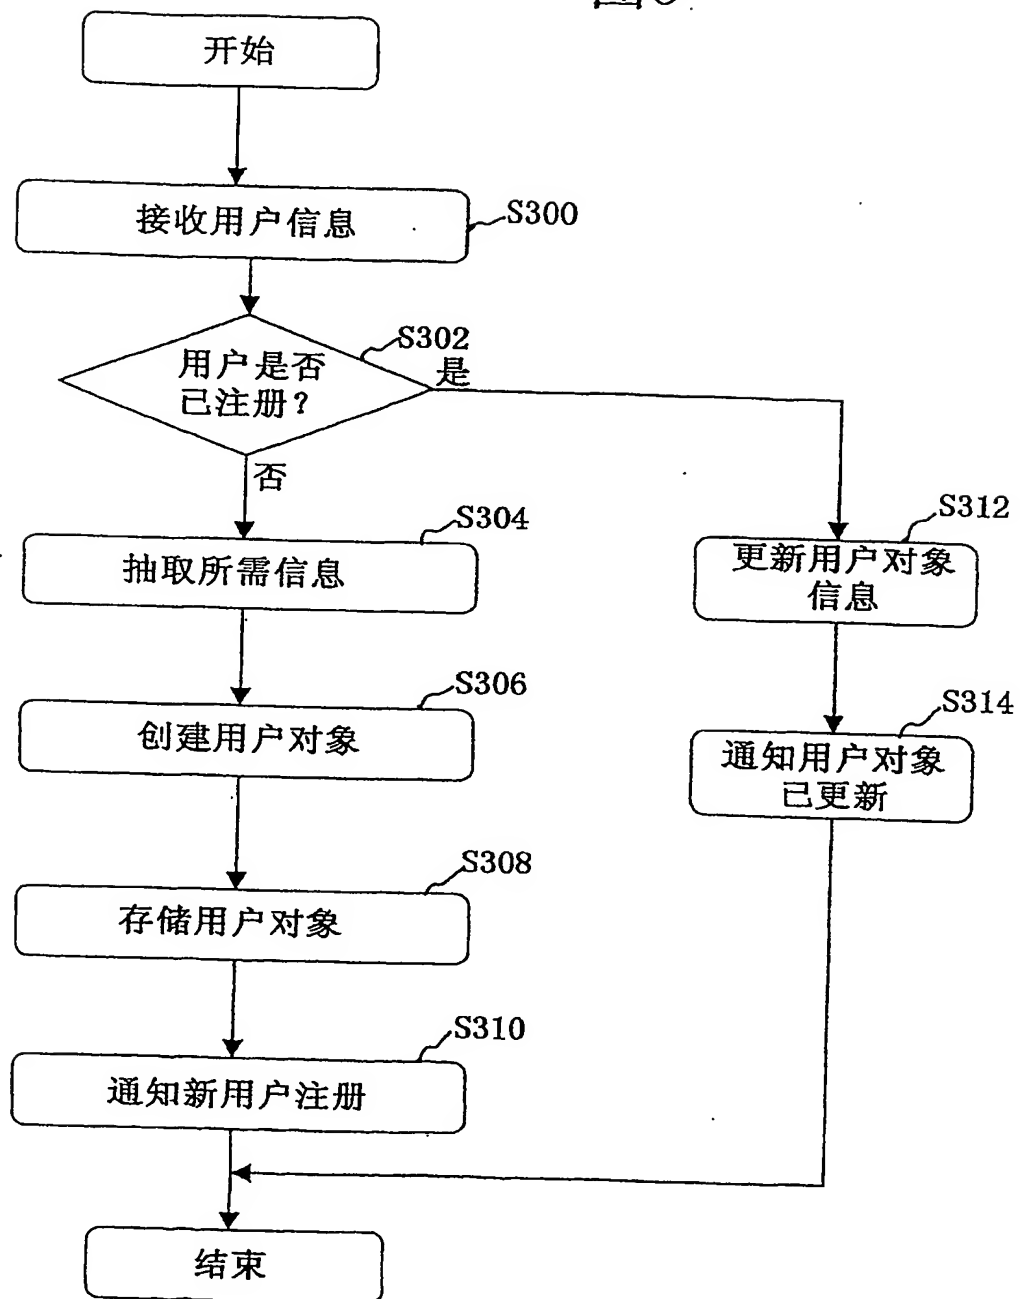 开始
接收用户信息
S300
S302
用户是否
已注册?
是
否
S304
抽取所需信息
S312
更新用户对象
信息
S306
创建用户对象
S314
通知用户对象
已更新
S308
存储用户对象
S310
通知新用户注册
结束